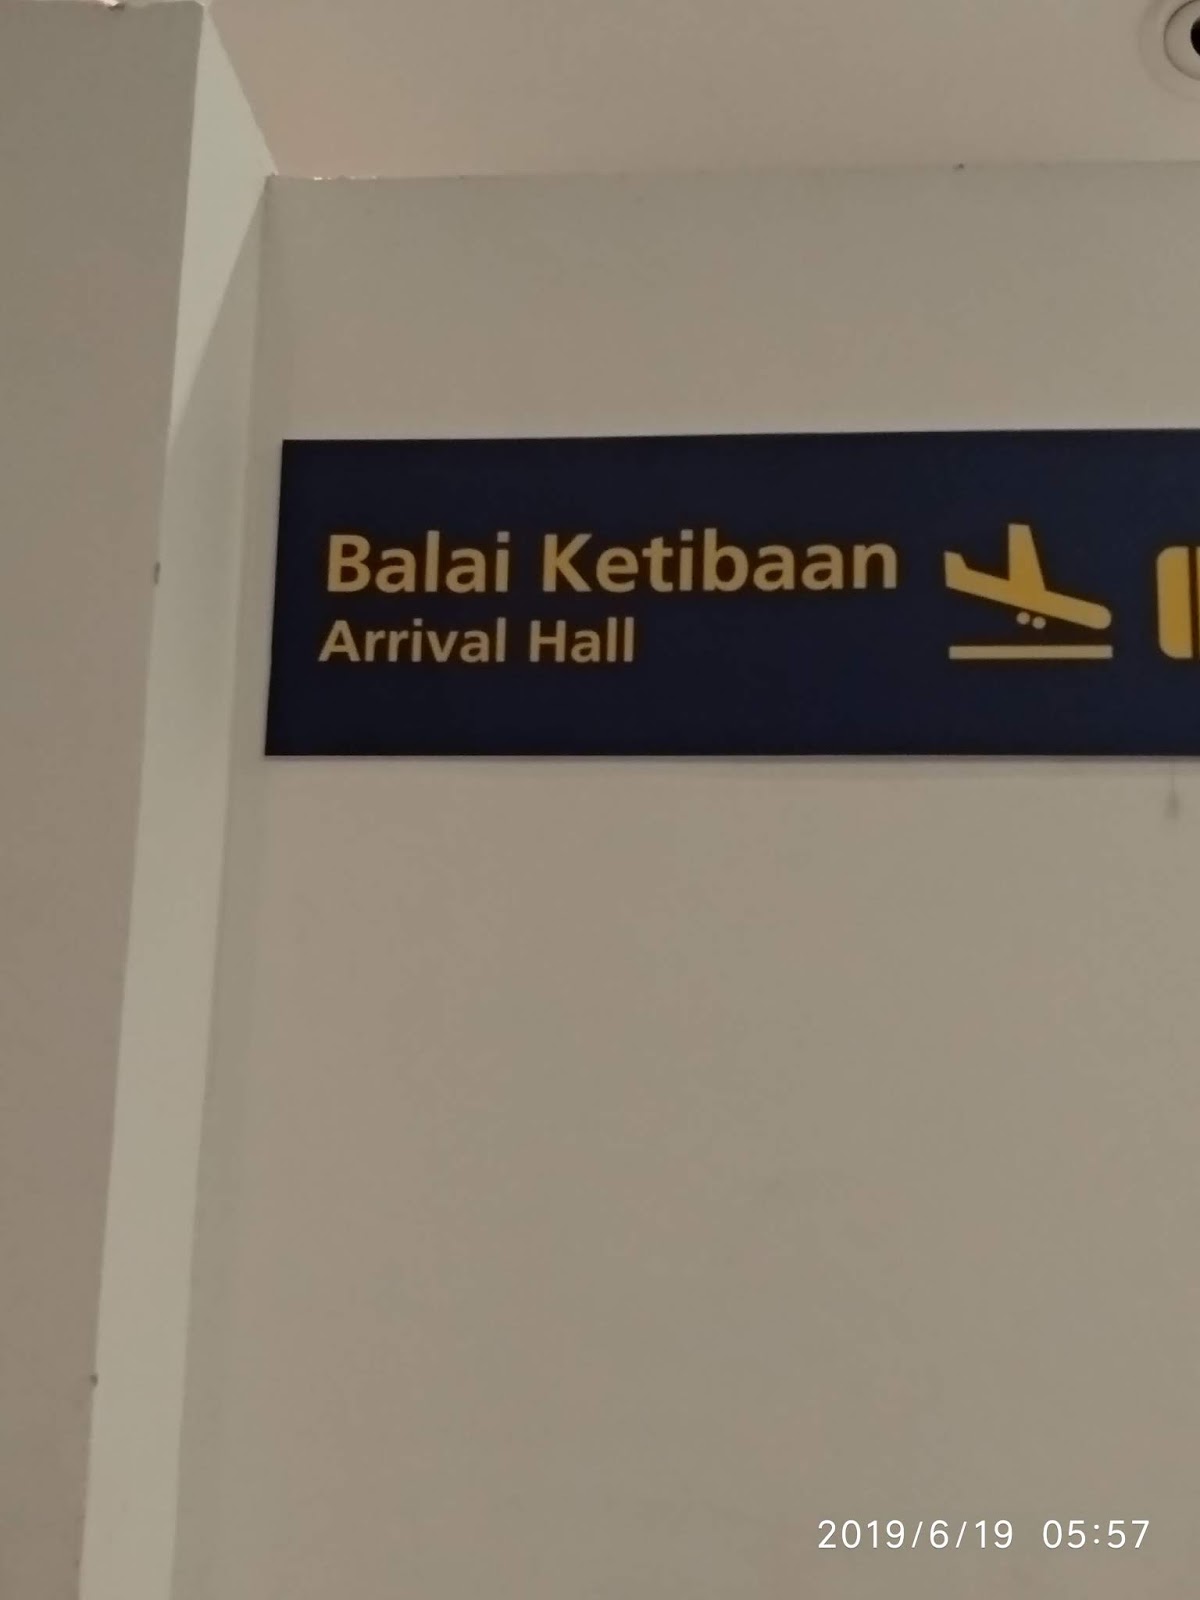 Balai Ketibaan
Arrival Hall
2019/6/19 05:57